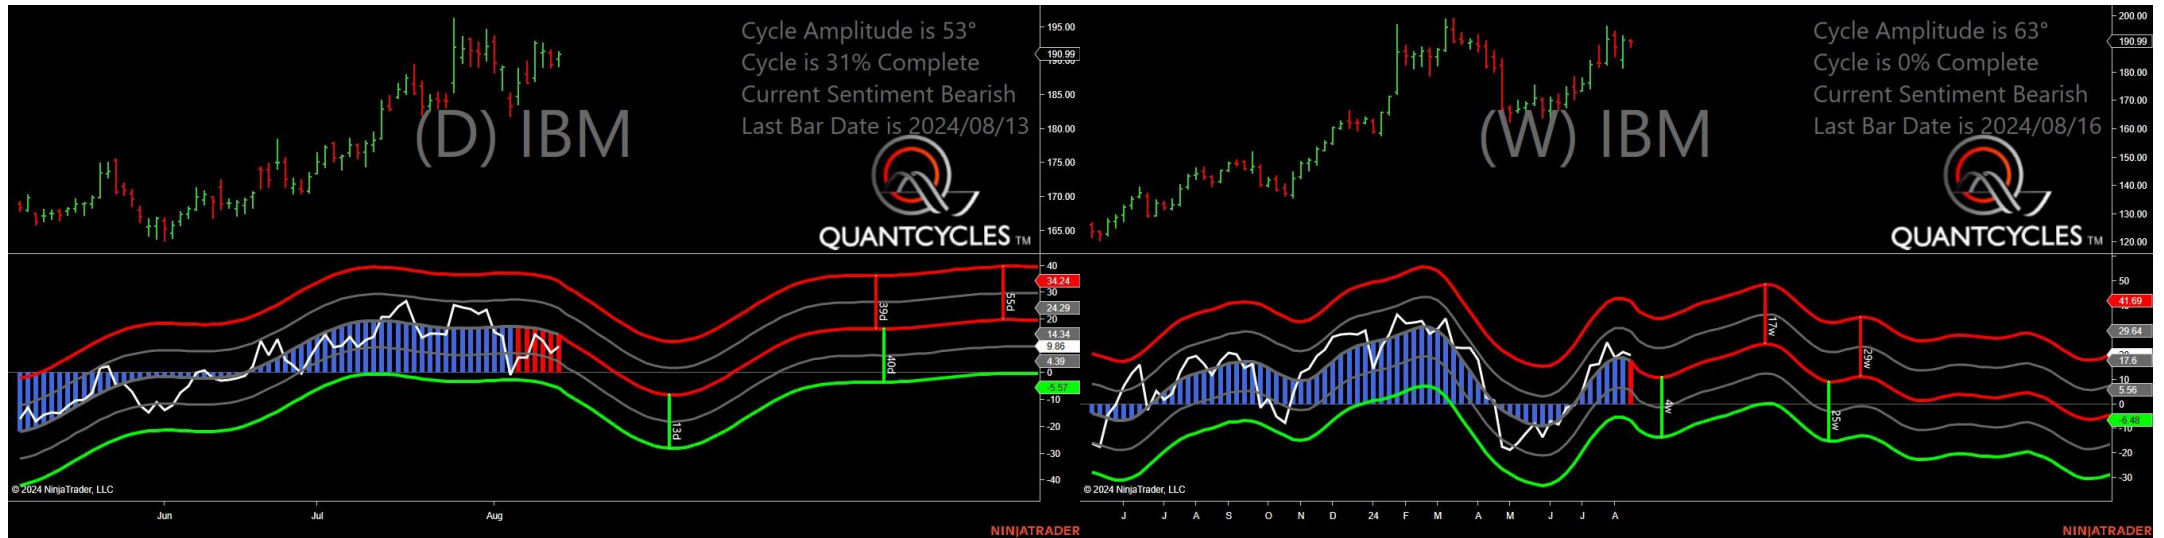 Cycle Amplitude is 53°
Cycle is 31% Complete
Current Sentiment Bearish
Last Bar Date is 2024/08/13
(D) IBM
QUANTCYCLES TM
195.00
190.99
190.00
185.00
180.00
175.00
170.00
165.00
40
34.24
30
24.29
20
14.34
9.86
4.39
0
-5.57
-10
-20
-30
-40
13d
39d
40d
55d
© 2024 NinjaTrader, LLC
Jun
Jul
Aug
NINJATRADER
Cycle Amplitude is 63°
Cycle is 0% Complete
Current Sentiment Bearish
Last Bar Date is 2024/08/16
(W) IBM
QUANTCYCLES TM
200.00
190.99
180.00
170.00
160.00
150.00
140.00
130.00
120.00
50
41.69
29.64
17.6
10
5.56
0
-6.48
-10
-20
-30
4w
17w
25w
29w
© 2024 NinjaTrader, LLC
J
J
A
S
O
N
D
24
F
M
A
M
J
J
A
NINJATRADER